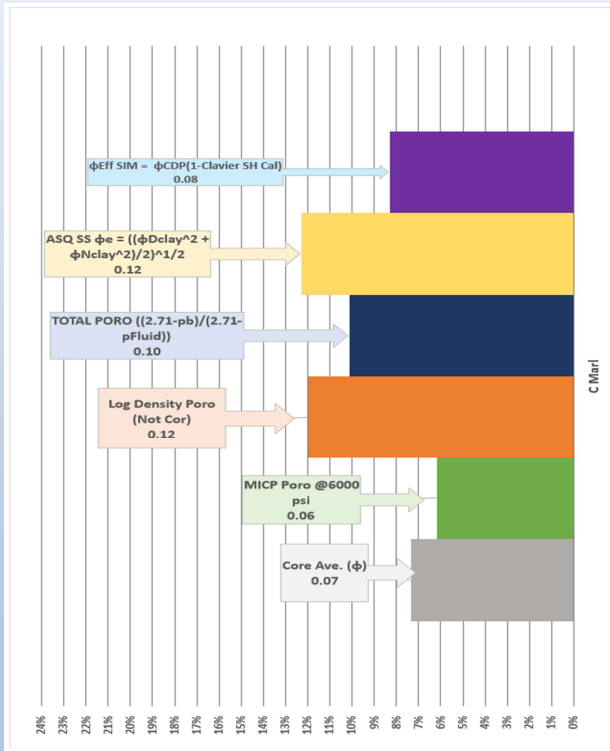 ϕEff SIM = ϕCDP(1-Clavier SH Cal)
0.08
ASQ SS ϕe = ((ϕDclay^2 +
ϕNclay^2)/2)^1/2
0.12
TOTAL PORO ((2.71-pb)/(2.71-
pFluid))
0.10
Log Density Poro
(Not Cor)
0.12
MICP Poro @6000
psi
0.06
Core Ave. (ϕ)
0.07
C Marl
24%
23%
22%
21%
20%
19%
18%
17%
16%
15%
14%
13%
12%
11%
10%
9%
8%
7%
6%
5%
4%
3%
2%
1%
0%